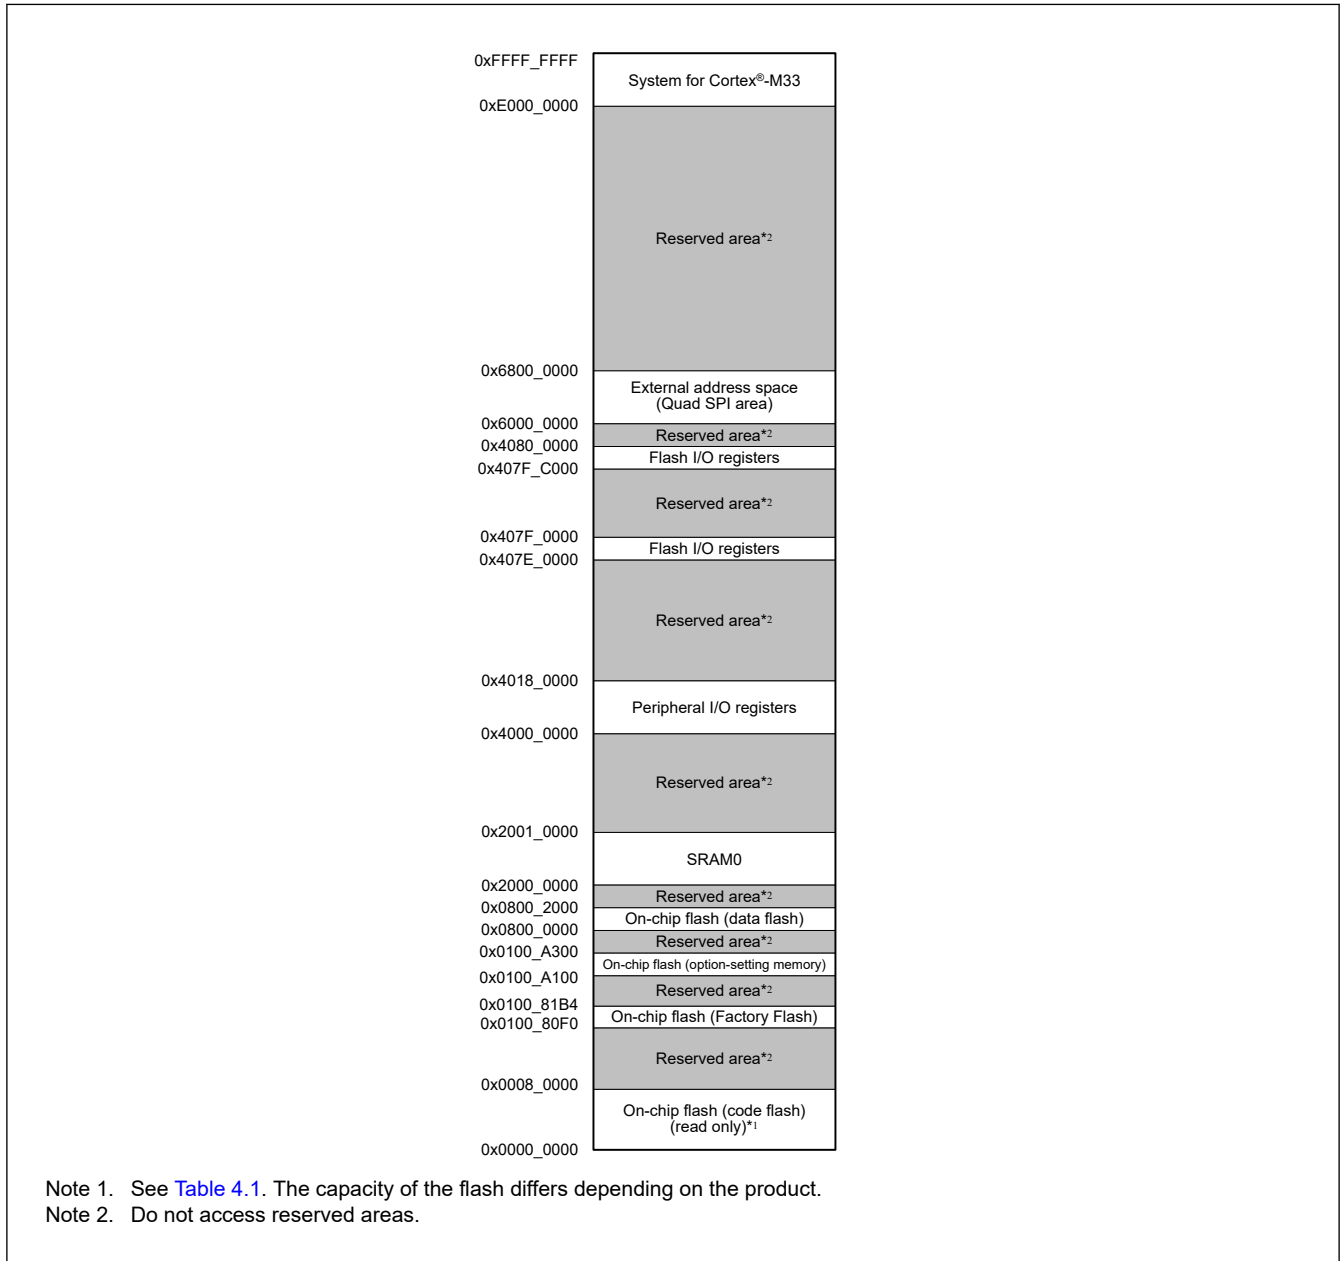 0xFFFF_FFFF
System for Cortex®-M33
0xE000_0000
Reserved area*2
0x6800_0000
External address space
(Quad SPI area)
0x6000_0000
Reserved area*2
0x4080_0000
Flash I/O registers
0x407F_C000
Reserved area*2
0x407F_0000
Flash I/O registers
0x407E_0000
Reserved area*2
0x4018_0000
Peripheral I/O registers
0x4000_0000
Reserved area*2
0x2001_0000
SRAM0
0x2000_0000
Reserved area*2
0x0800_2000
On-chip flash (data flash)
0x0800_0000
Reserved area*2
0x0100_A300
On-chip flash (option-setting memory)
0x0100_A100
Reserved area*2
0x0100_81B4
On-chip flash (Factory Flash)
0x0100_80F0
Reserved area*2
0x0008_0000
On-chip flash (code flash)
(read only)*1
0x0000_0000
Note 1. See Table 4.1. The capacity of the flash differs depending on the product.
Note 2. Do not access reserved areas.